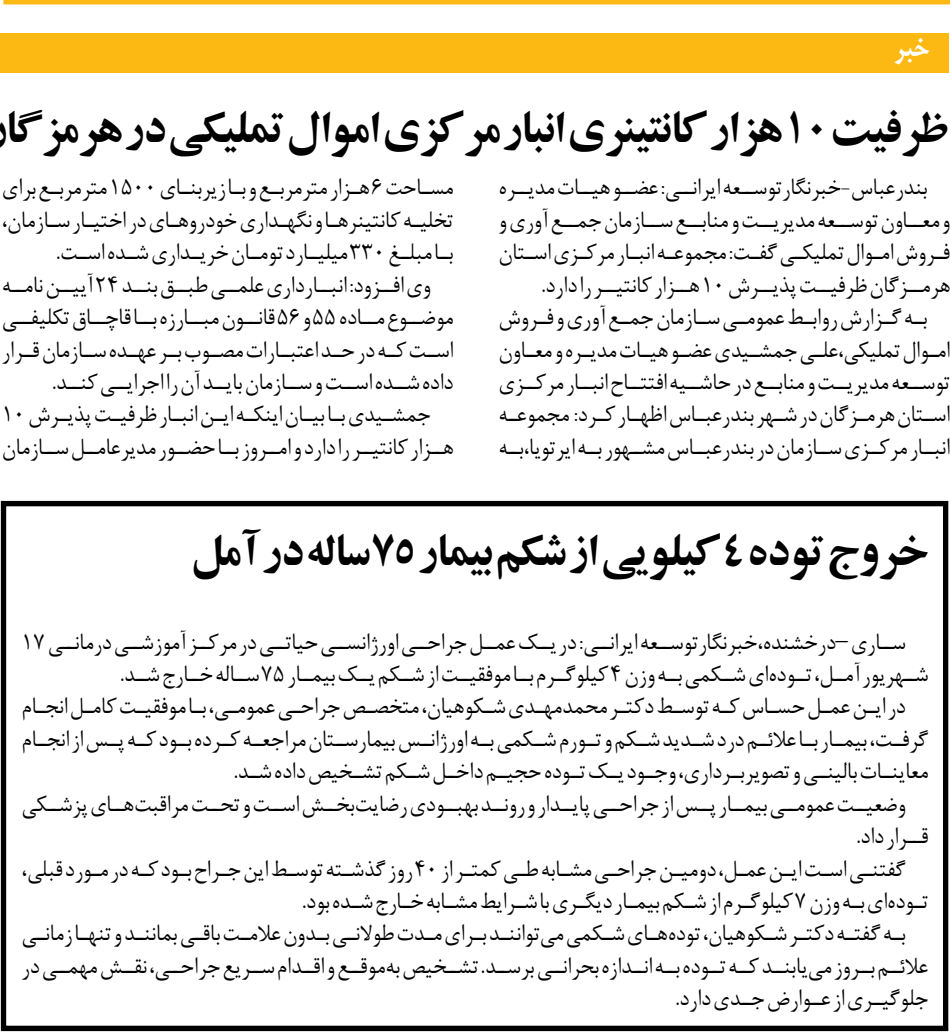 خبر
ظرفیت ۱۰ هزار کانتینری انبار مرکزی اموال تملیکی در هرمزگان
بندرعباس -خبرنگار توسعه ایرانی: عضو هیات مدیره
و معاون توسعه مدیریت و منابع سازمان جمع آوری و
فروش اموال تملیکی گفت: مجموعه انبار مرکزی استان
هرمزگان ظرفیت پذیرش ۱۰ هزار کانتیر را دارد.
به گزارش روابط عمومی سازمان جمع آوری و فروش
اموال تملیکی،علی جمشیدی عضو هیات مدیره و معاون
توسعه مدیریت و منابع در حاشیه افتتاح انبار مرکزی
استان هرمزگان در شهر بندرعباس اظهار کرد: مجموعه
انبار مرکزی سازمان در بندرعباس مشهور به ایرتویا،به
مساحت ۶ هزار مترمربع و با زیربنای ۱۵۰۰ مترمربع برای
تخلیه کانتینرها و نگهداری خودروهای در اختیار سازمان،
با مبلغ ۳۳۰ میلیارد تومان خریداری شده است.
وی افزود: انبارداری علمی طبق بند ۲۴ آیین نامه
موضوع ماده ۵۵ و ۵۶ قانون مبارزه با قاچاق تکلیفی
است که در حد اعتبارات مصوب بر عهده سازمان قرار
داده شده است و سازمان باید آن را اجرایی کند.
جمشیدی با بیان اینکه این انبار ظرفیت پذیرش ۱۰
هزار کانتیر را دارد و امروز با حضور مدیرعامل سازمان
خروج توده ٤ کیلویی از شکم بیمار ۷۵ ساله در آمل
ساری –درخشنده،خبرنگار توسعه ایرانی: در یک عمل جراحی اورژانسی حیاتی در مرکز آموزشی درمانی ۱۷
شهریور آمل، توده‌ای شکمی به وزن ۴ کیلوگرم با موفقیت از شکم یک بیمار ۷۵ ساله خارج شد.
در این عمل حساس که توسط دکتر محمدمهدی شکوهیان، متخصص جراحی عمومی، با موفقیت کامل انجام
گرفت، بیمار با علائم درد شدید شکم و تورم شکمی به اورژانس بیمارستان مراجعه کرده بود که پس از انجام
معاینات بالینی و تصویربرداری، وجود یک توده حجیم داخل شکم تشخیص داده شد.
وضعیت عمومی بیمار پس از جراحی پایدار و روند بهبودی رضایت‌بخش است و تحت مراقبت‌های پزشکی
قرار داد.
گفتنی است این عمل، دومین جراحی مشابه طی کمتر از ۴۰ روز گذشته توسط این جراح بود که در مورد قبلی،
توده‌ای به وزن ۷ کیلوگرم از شکم بیمار دیگری با شرایط مشابه خارج شده بود.
به گفته دکتر شکوهیان، توده‌های شکمی می‌توانند برای مدت طولانی بدون علامت باقی بمانند و تنها زمانی
علائم بروز می‌یابند که توده به اندازه بحرانی برسد. تشخیص به‌موقع و اقدام سریع جراحی، نقش مهمی در
جلوگیری از عوارض جدی دارد.